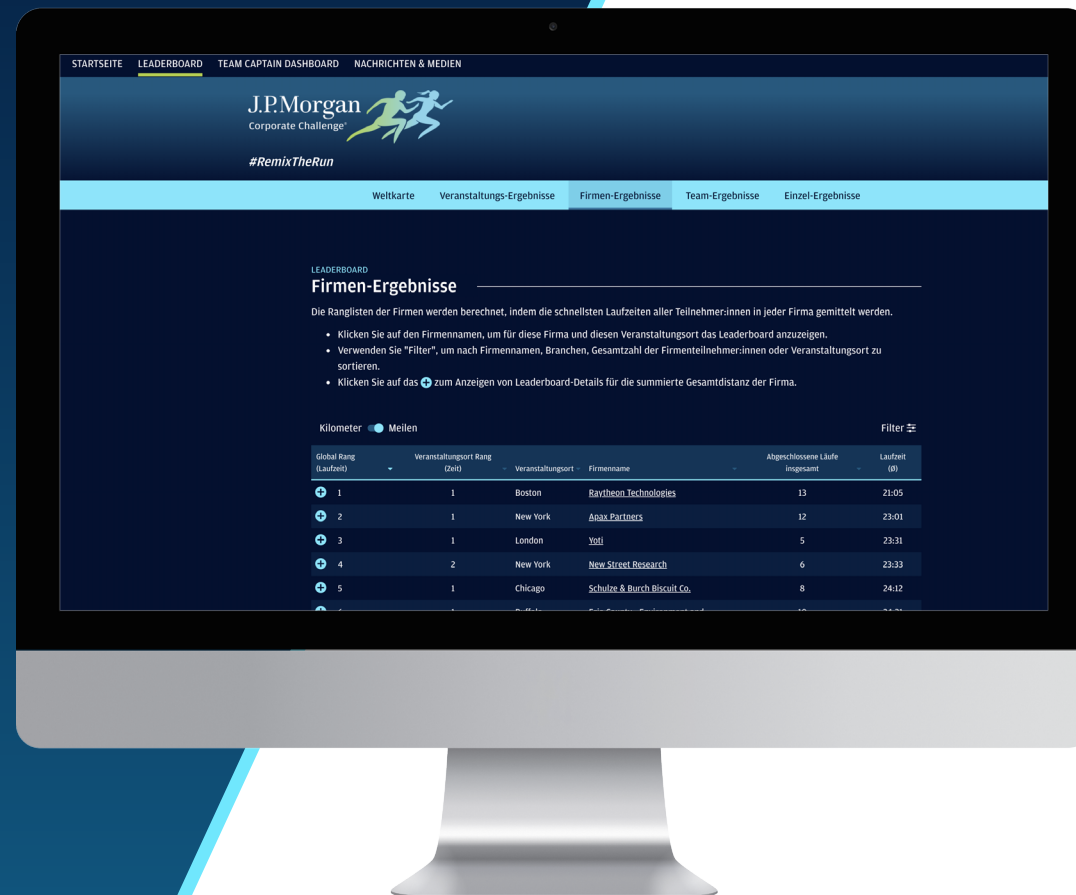 STARTSEITE LEADERBOARD TEAM CAPTAIN DASHBOARD NACHRICHTEN & MEDIEN
J.P.Morgan
Corporate Challenge®
#RemixTheRun
Weltkarte Veranstaltungs-Ergebnisse Firmen-Ergebnisse Team-Ergebnisse Einzel-Ergebnisse
LEADERBOARD
Firmen-Ergebnisse
Die Ranglisten der Firmen werden berechnet, indem die schnellsten Laufzeiten aller Teilnehmer:innen in jeder Firma gemittelt werden.
• Klicken Sie auf den Firmennamen, um für diese Firma und diesen Veranstaltungsort das Leaderboard anzuzeigen.
• Verwenden Sie "Filter", um nach Firmennamen, Branchen, Gesamtzahl der Firmenteilnehmer:innen oder Veranstaltungsort zu
sortieren.
• Klicken Sie auf das + zum Anzeigen von Leaderboard-Details für die summierte Gesamtdistanz der Firma.
Kilometer Meilen Filter
Global Rang Veranstaltungsort Rang Abgeschlossene Läufe Laufzeit
(Laufzeit) (Zeit) Veranstaltungsort Firmenname insgesamt (Ø)
+ 1 1 Boston Raytheon Technologies 13 21:05
+ 2 1 New York Apax Partners 12 23:01
+ 3 1 London Yoti 5 23:31
+ 4 2 New York New Street Research 6 23:33
+ 5 1 Chicago Schulze & Burch Biscuit Co. 8 24:12